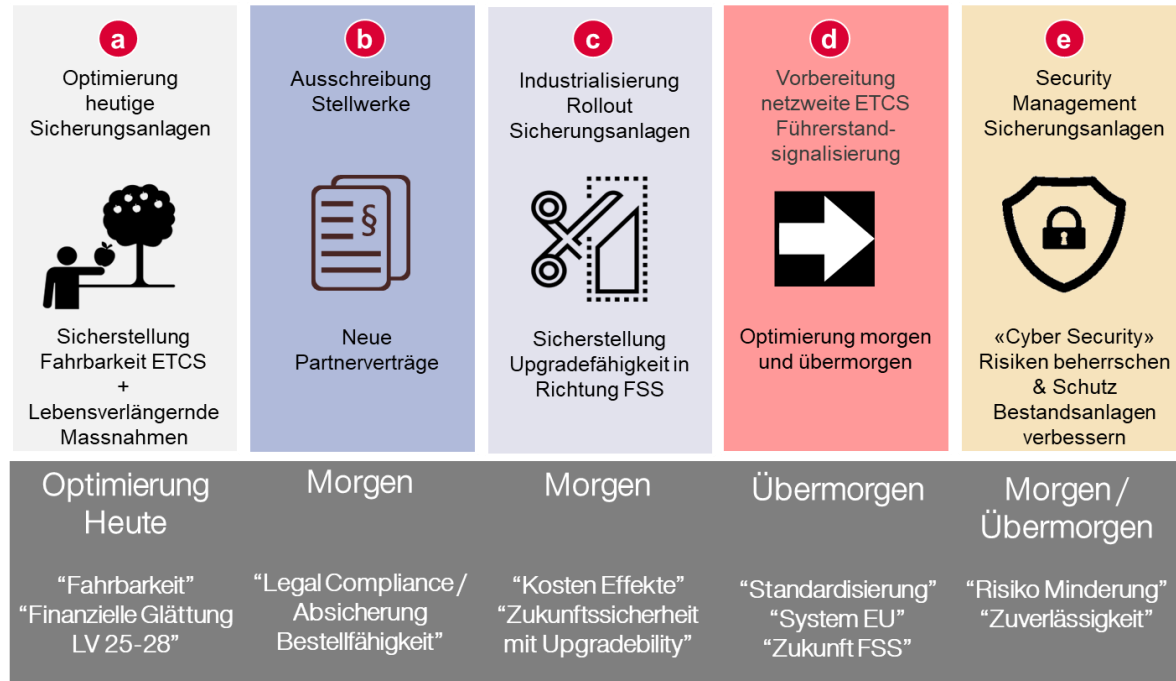 a
Optimierung
heutige
Sicherungsanlagen
Sicherstellung
Fahrbarkeit ETCS
+
Lebensverlängernde
Massnahmen
b
Ausschreibung
Stellwerke
§
Neue
Partnerverträge
c
Industrialisierung
Rollout
Sicherungsanlagen
Sicherstellung
Upgradefähigkeit in
Richtung FSS
d
Vorbereitung
netzweite ETCS
Führerstand-
signalisierung
Optimierung morgen
und übermorgen
e
Security
Management
Sicherungsanlagen
«Cyber Security»
Risiken beherrschen
& Schutz
Bestandsanlagen
verbessern
Optimierung
Heute
“Fahrbarkeit”
“Finanzielle Glättung
LV 25-28”
Morgen
“Legal Compliance /
Absicherung
Bestellfähigkeit”
Morgen
“Kosten Effekte”
“Zukunftssicherheit
mit Upgradebility”
Übermorgen
“Standardisierung”
“System EU”
“Zukunft FSS”
Morgen /
Übermorgen
“Risiko Minderung”
“Zuverlässigkeit”